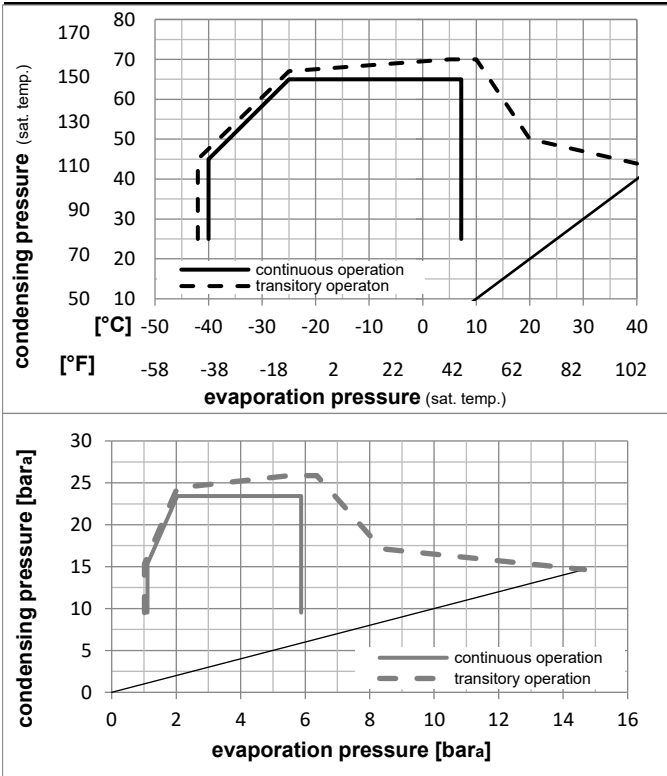 condensing pressure (sat. temp.)
170 80
70
150 60
130 50
110 40
90 30
70 20
50 10
continuous operation
transitory operaton
[°C] -50 -40 -30 -20 -10 0 10 20 30 40
[°F] -58 -38 -18 2 22 42 62 82 102
evaporation pressure (sat. temp.)
condensing pressure [bara]
30
25
20
15
10
5
0
continuous operation
transitory operation
0 2 4 6 8 10 12 14 16
evaporation pressure [bara]